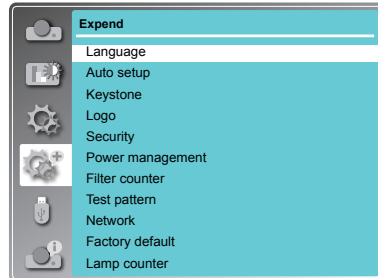 Expend
Language
Auto setup
Keystone
Logo
Security
Power management
Filter counter
Test pattern
Network
Factory default
Lamp counter